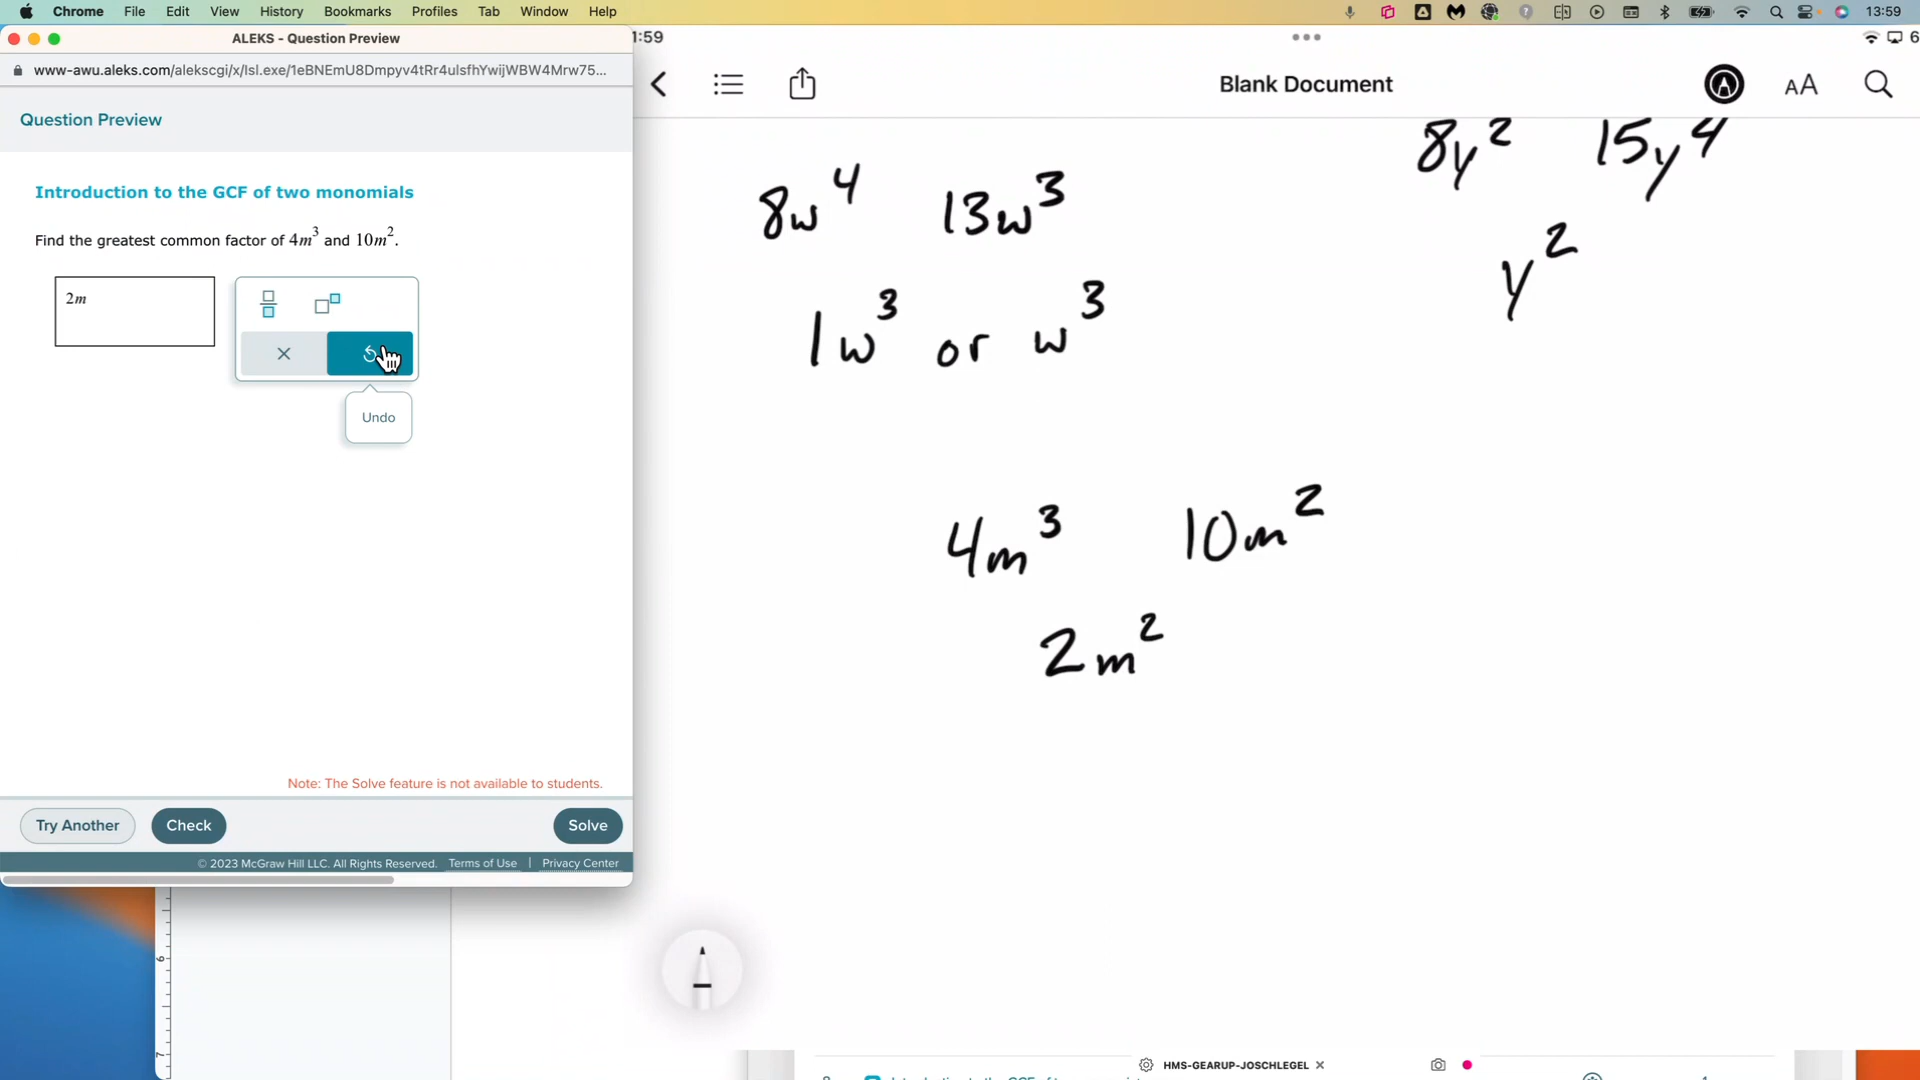 Chrome File Edit View History Bookmarks Profiles Tab Window Help 13:59
ALEKS - Question Preview
www-awu.aleks.com/alekscgi/x/Isl.exe/1eBNEmU8Dmpyv4tRr4ulsfhYwijWBW4Mrw75...
Question Preview
Introduction to the GCF of two monomials
Find the greatest common factor of 4m³ and 10m².
2m
Undo
Note: The Solve feature is not available to students.
Try Another Check Solve
© 2023 McGraw Hill LLC. All Rights Reserved. Terms of Use | Privacy Center
:59
Blank Document
AA
8y² 15y⁴
y²
8w⁴ 13w³
1w³ or w³
4m³ 10m²
2m²
6
7
HMS-GEARUP-JOSCHLEGEL